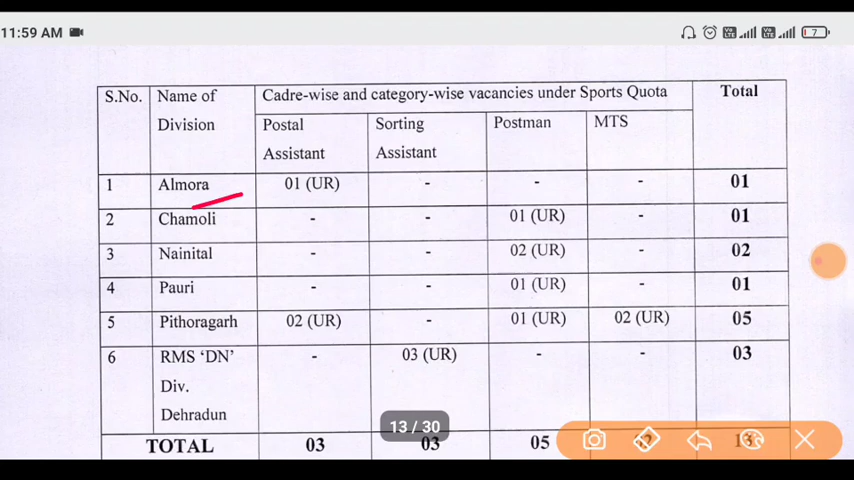 11:59 AM
7
S.No. Name of Division Cadre-wise and category-wise vacancies under Sports Quota Total
Postal Assistant Sorting Assistant Postman MTS
1 Almora 01 (UR) - - - 01
2 Chamoli - - 01 (UR) - 01
3 Nainital - - 02 (UR) - 02
4 Pauri - - 01 (UR) - 01
5 Pithoragarh 02 (UR) - 01 (UR) 02 (UR) 05
6 RMS ‘DN’ Div. Dehradun - 03 (UR) - - 03
TOTAL 03 03 05
13 / 30